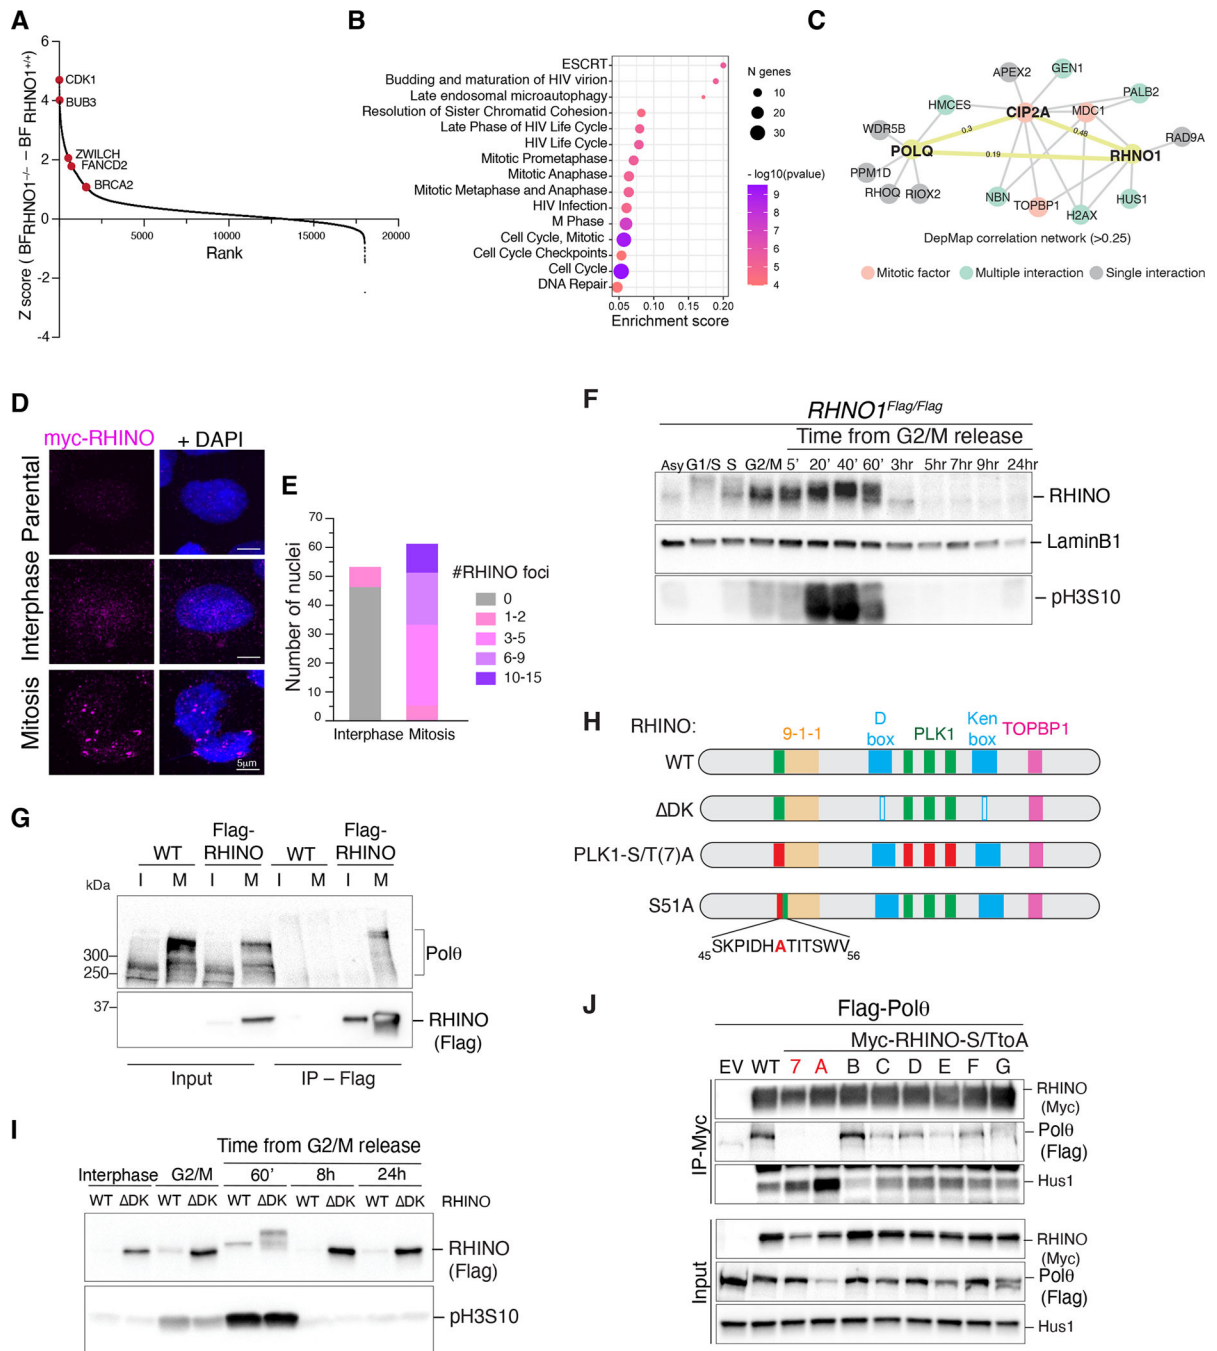 A
Z score ( BF RHNO1−/− − BF RHNO1+/+)
6
4
2
0
-2
-4
CDK1
BUB3
ZWILCH
FANCD2
BRCA2
5000
10000
15000
20000
Rank
B
ESCRT
Budding and maturation of HIV virion
Late endosomal microautophagy
Resolution of Sister Chromatid Cohesion
Late Phase of HIV Life Cycle
HIV Life Cycle
Mitotic Prometaphase
Mitotic Anaphase
Mitotic Metaphase and Anaphase
HIV Infection
M Phase
Cell Cycle, Mitotic
Cell Cycle Checkpoints
Cell Cycle
DNA Repair
0.05 0.10 0.15 0.20
Enrichment score
N genes
10
20
30
- log10(pvalue)
9
8
7
6
5
4
C
APEX2
GEN1
PALB2
HMCES
CIP2A
MDC1
WDR5B
0.3
0.48
RAD9A
POLQ
0.19
RHNO1
PPM1D
RHOQ
RIOX2
NBN
TOPBP1
H2AX
HUS1
DepMap correlation network (>0.25)
Mitotic factor
Multiple interaction
Single interaction
D
myc-RHINO
+ DAPI
Parental
Interphase
Mitosis
5µm
E
Number of nuclei
70
60
50
40
30
20
10
0
Interphase Mitosis
#RHINO foci
0
1-2
3-5
6-9
10-15
F
RHNO1Flag/Flag
Time from G2/M release
Asy G1/S S G2/M 5' 20' 40' 60' 3hr 5hr 7hr 9hr 24hr
RHINO
LaminB1
pH3S10
G
WT
Flag-RHINO
WT
Flag-RHINO
I M I M I M I M
kDa
300
250
37
Polθ
RHINO
(Flag)
Input
IP – Flag
H
RHINO:
9-1-1
D box
PLK1
Ken box
TOPBP1
WT
ΔDK
PLK1-S/T(7)A
S51A
45SKPIDHATITSWV56
I
Time from G2/M release
Interphase G2/M 60' 8h 24h
WT ΔDK WT ΔDK WT ΔDK WT ΔDK WT ΔDK RHINO
RHINO
(Flag)
pH3S10
J
Flag-Polθ
Myc-RHINO-S/TtoA
EV WT 7 A B C D E F G
IP-Myc
RHINO
(Myc)
Polθ
(Flag)
Hus1
Input
RHINO
(Myc)
Polθ
(Flag)
Hus1